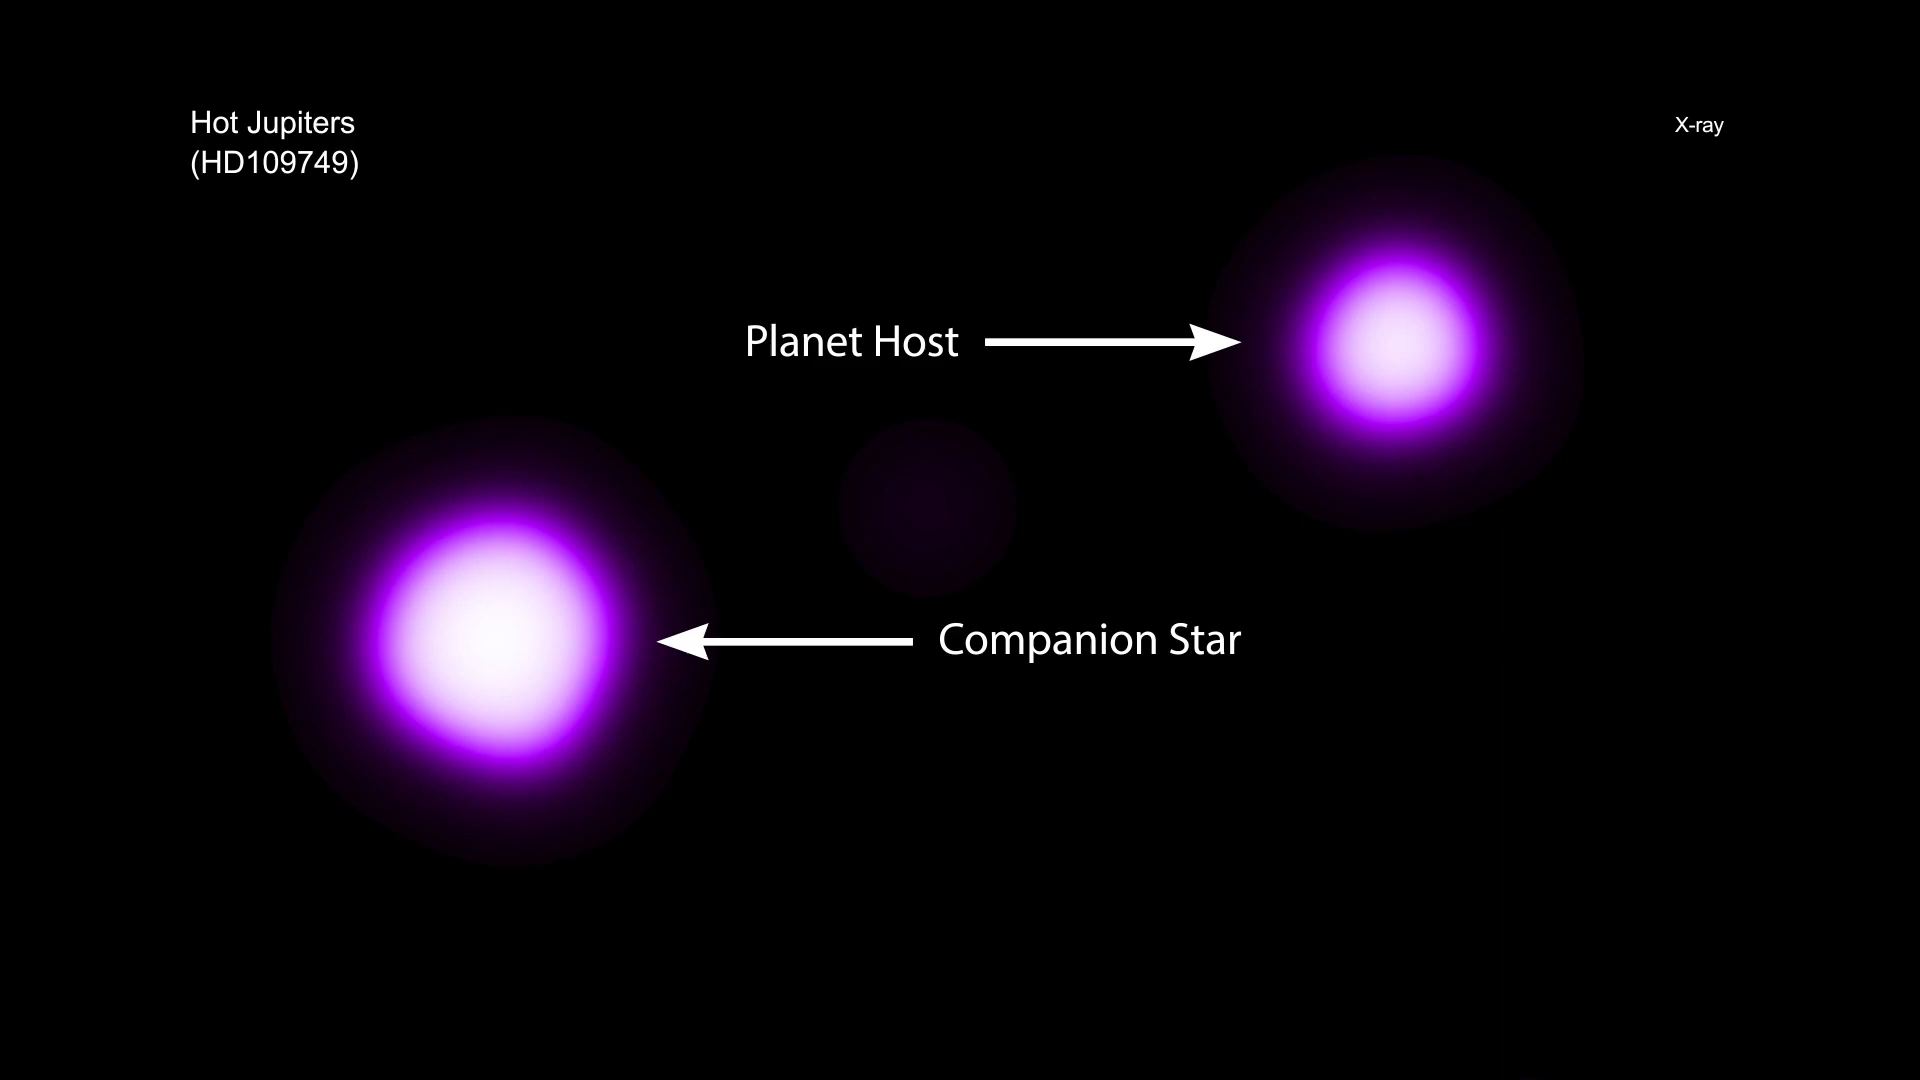 Hot Jupiters
(HD109749)
X-ray
Planet Host
Companion Star